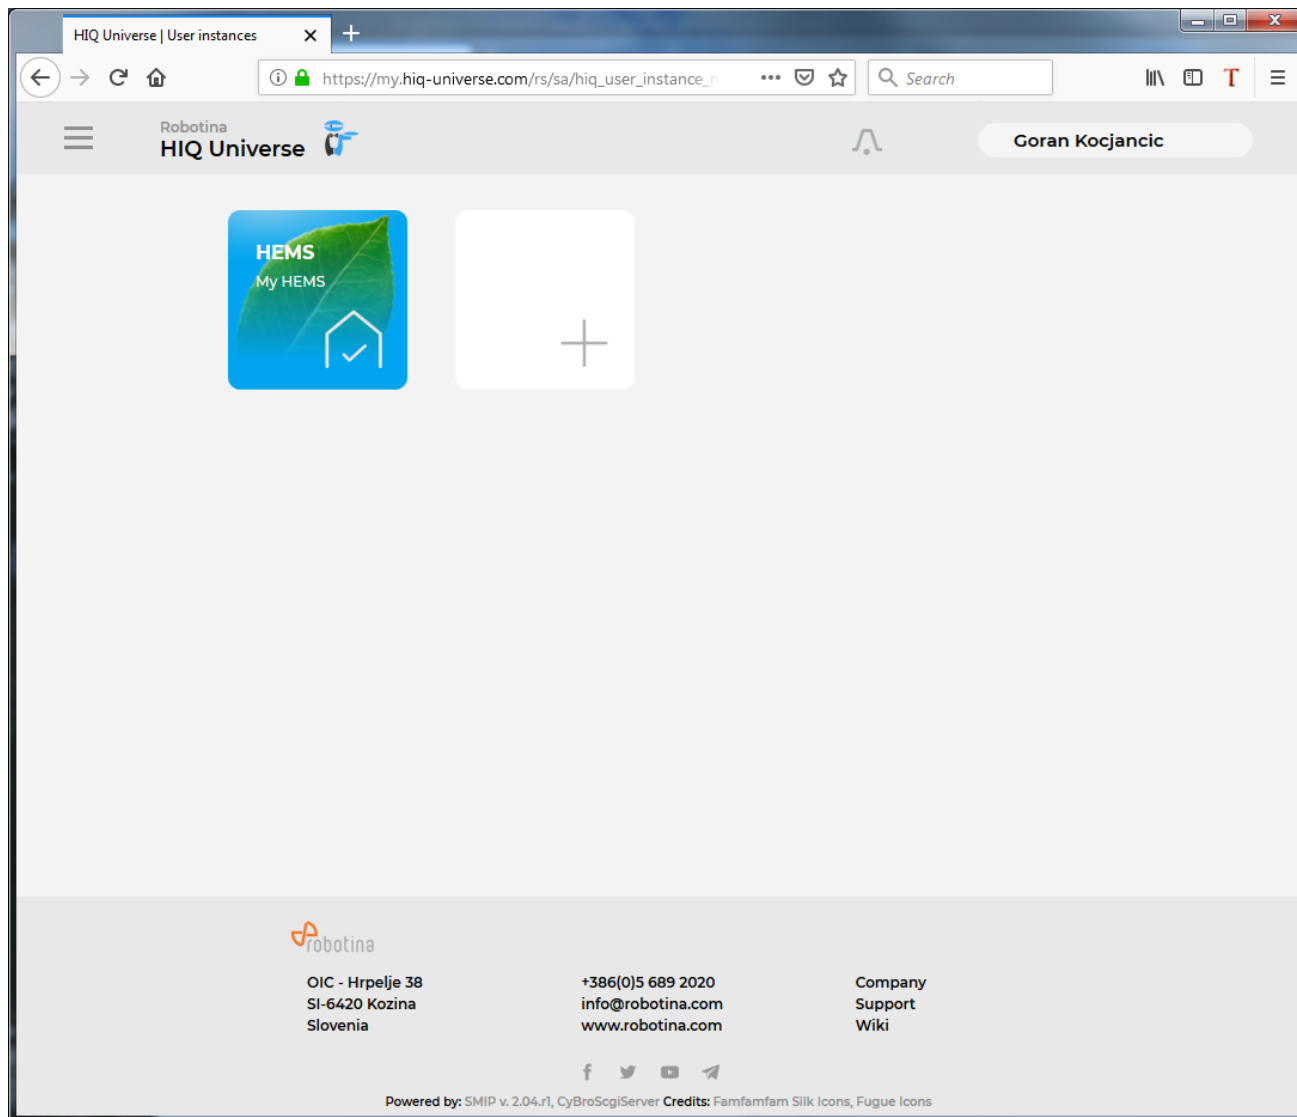 HIQ Universe | User instances
https://my.hiq-universe.com/rs/sa/hiq_user_instance_
Search
T
Robotina
HIQ Universe
Goran Kocjancic
HEMS
My HEMS
robotina
OIC - Hrpelje 38
SI-6420 Kozina
Slovenia
+386(0)5 689 2020
info@robotina.com
www.robotina.com
Company
Support
Wiki
Powered by: SMIP v. 2.04.r1, CyBroScgiServer Credits: Famfamfam Silk Icons, Fugue Icons